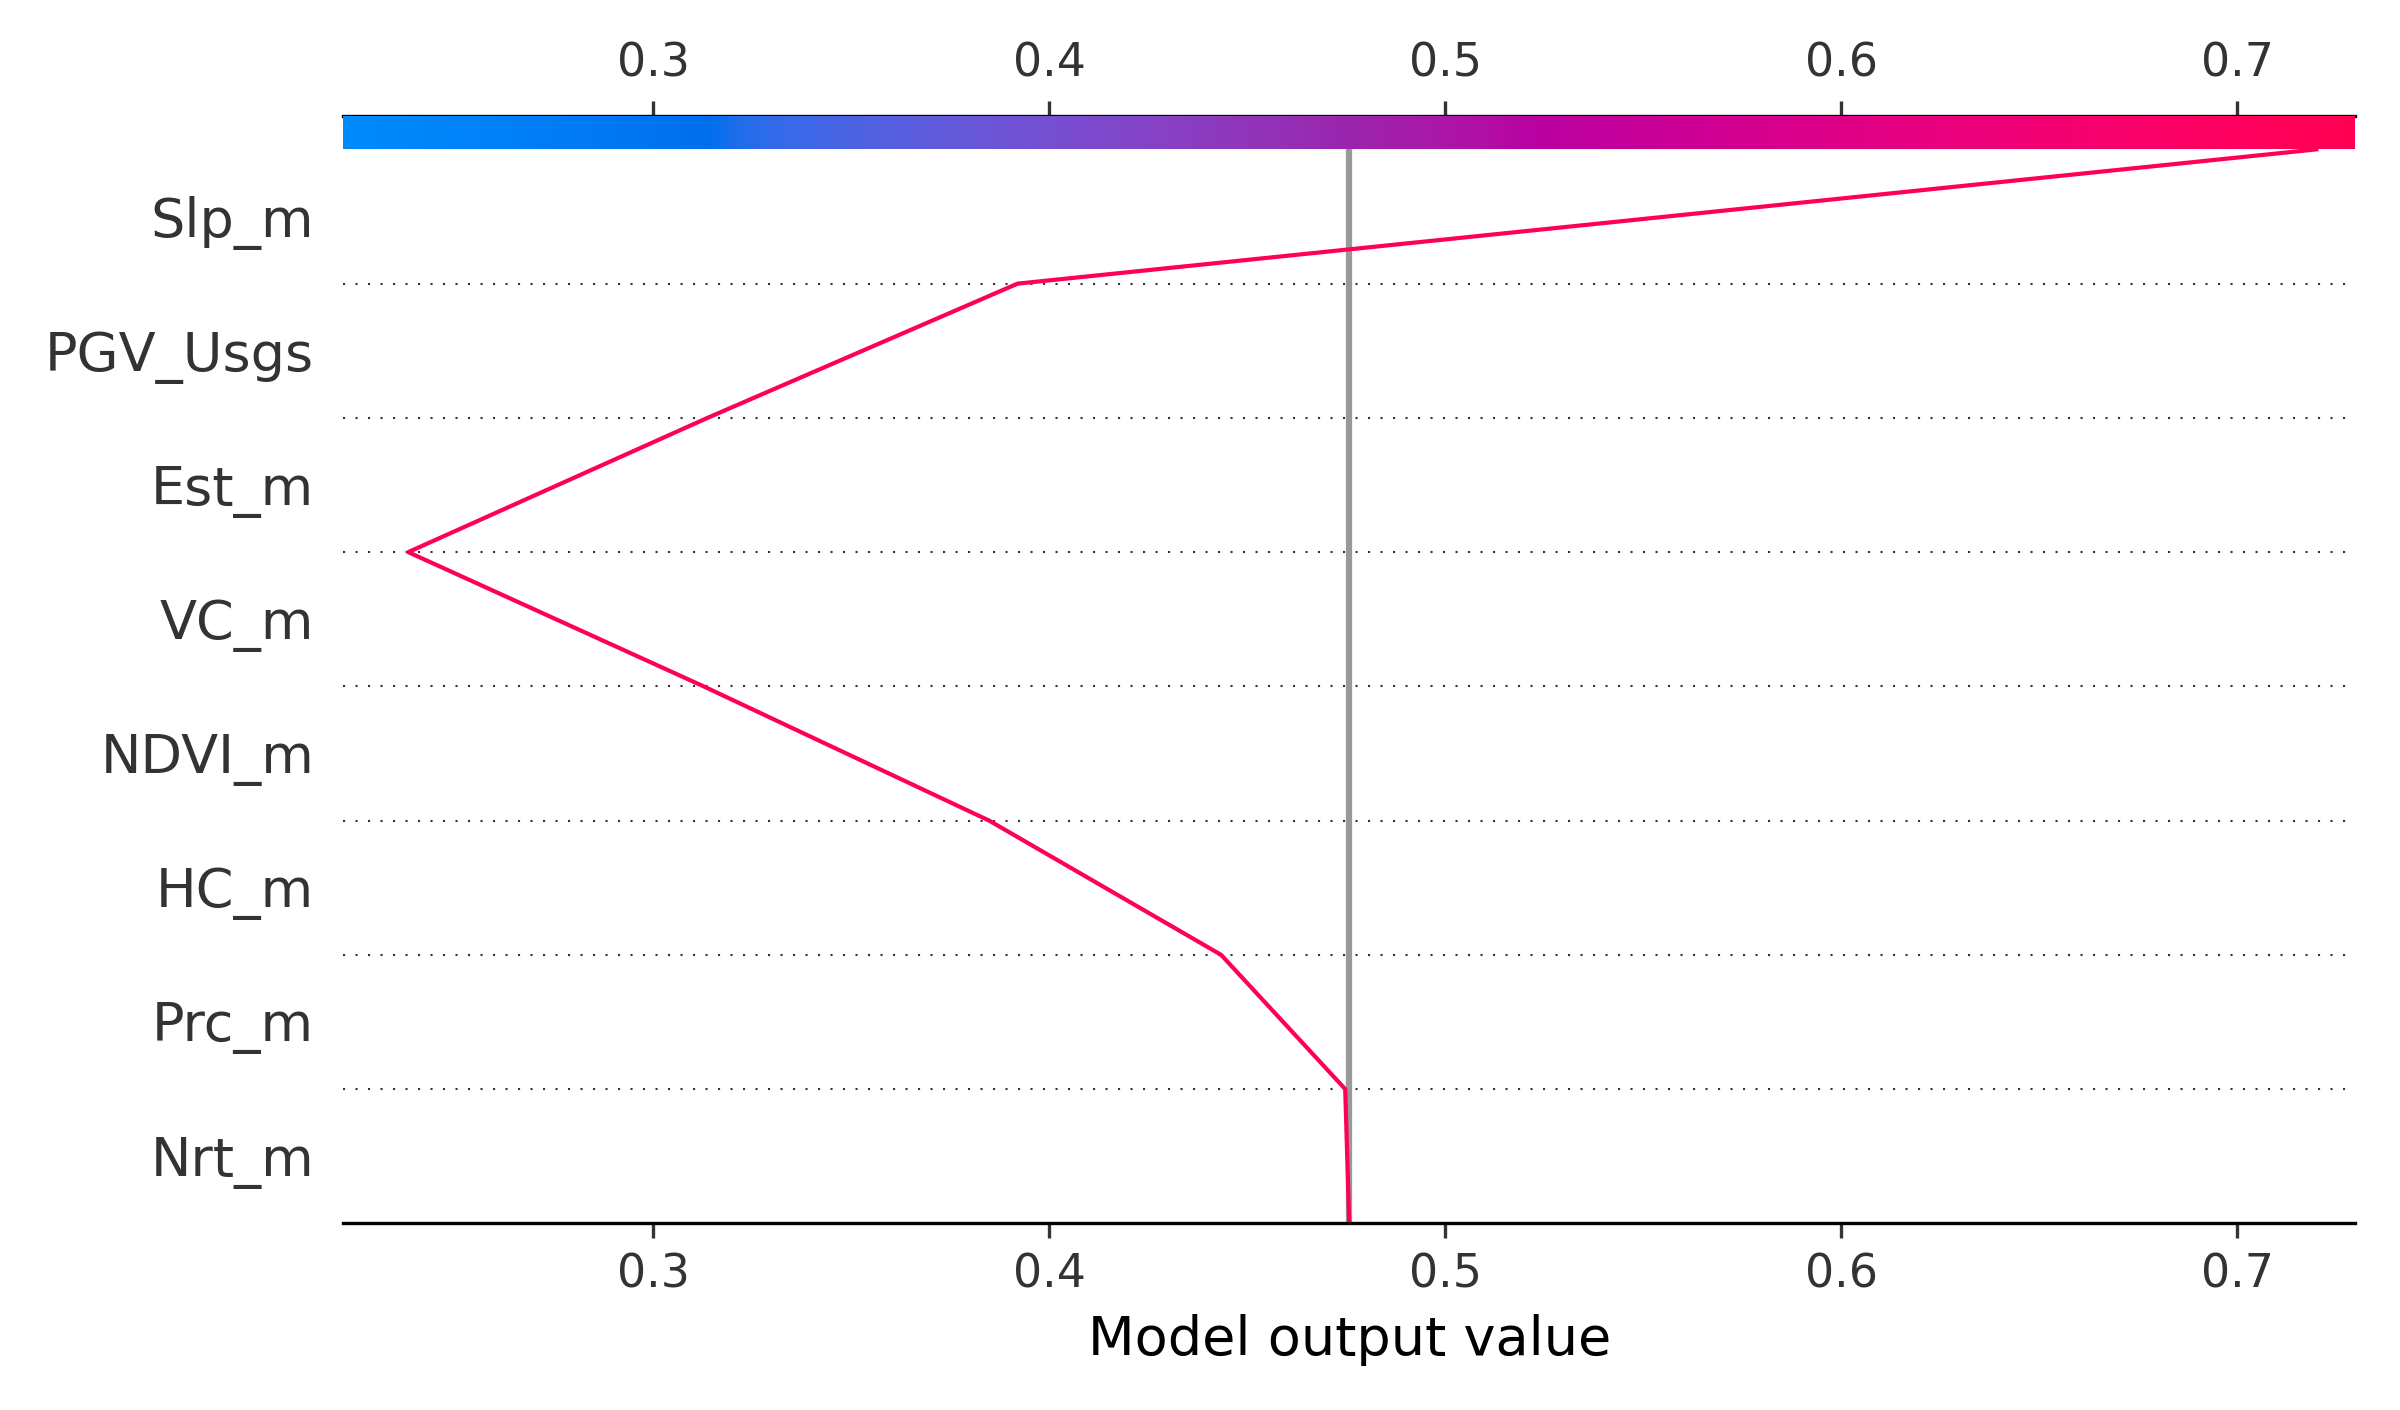 0.3 0.4 0.5 0.6 0.7
Slp_m
PGV_Usgs
Est_m
VC_m
NDVI_m
HC_m
Prc_m
Nrt_m
0.3 0.4 0.5 0.6 0.7
Model output value